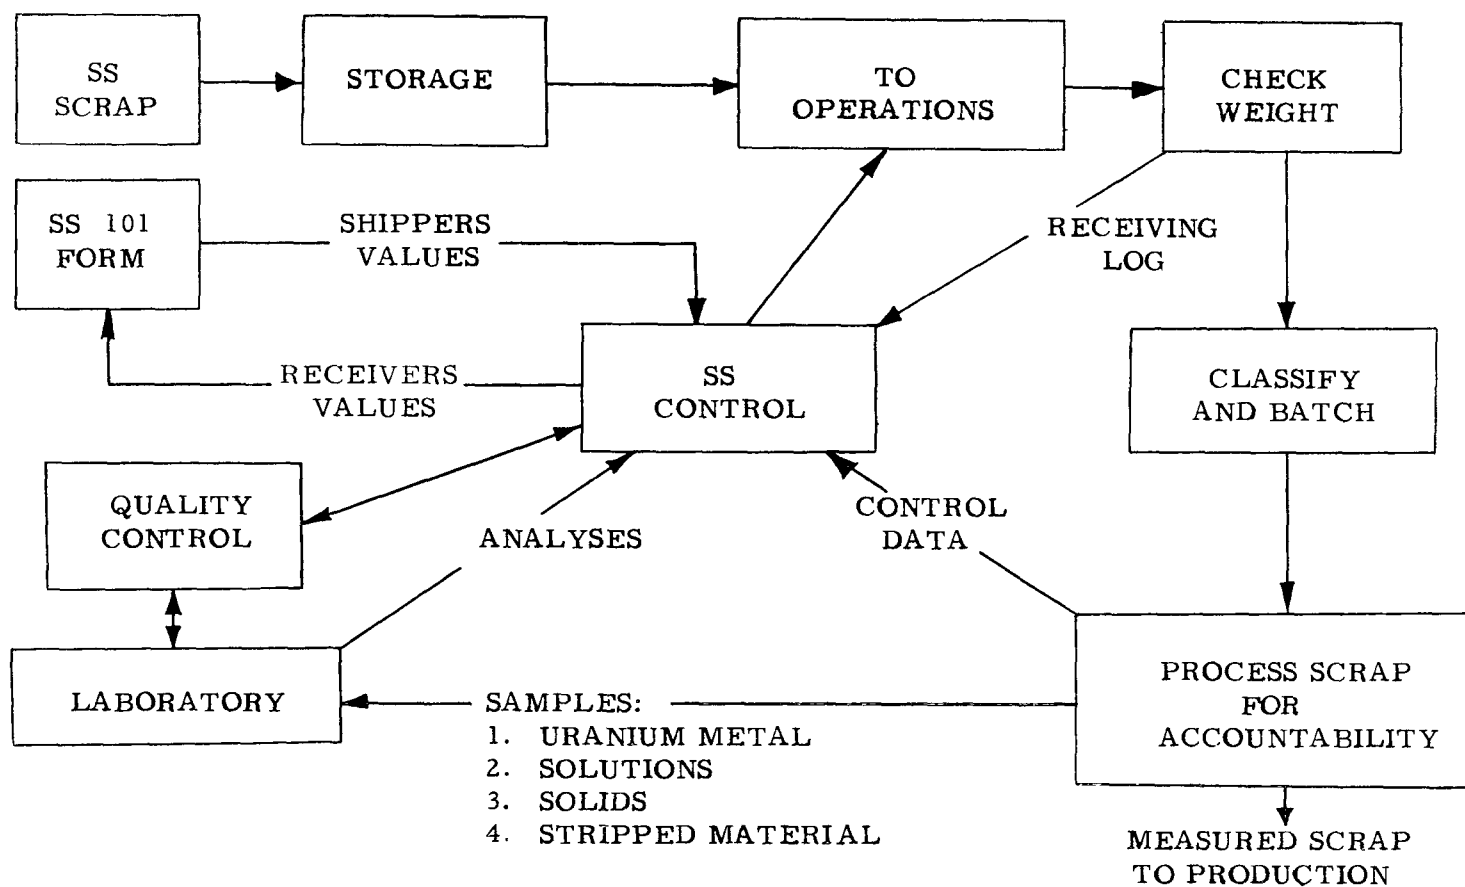 SS
SCRAP
STORAGE
TO
OPERATIONS
CHECK
WEIGHT
SS 101
FORM
SHIPPERS
VALUES
RECEIVING
LOG
RECEIVERS
VALUES
SS
CONTROL
CLASSIFY
AND BATCH
QUALITY
CONTROL
ANALYSES
CONTROL
DATA
LABORATORY
SAMPLES:
1. URANIUM METAL
2. SOLUTIONS
3. SOLIDS
4. STRIPPED MATERIAL
PROCESS SCRAP
FOR
ACCOUNTABILITY
MEASURED SCRAP
TO PRODUCTION